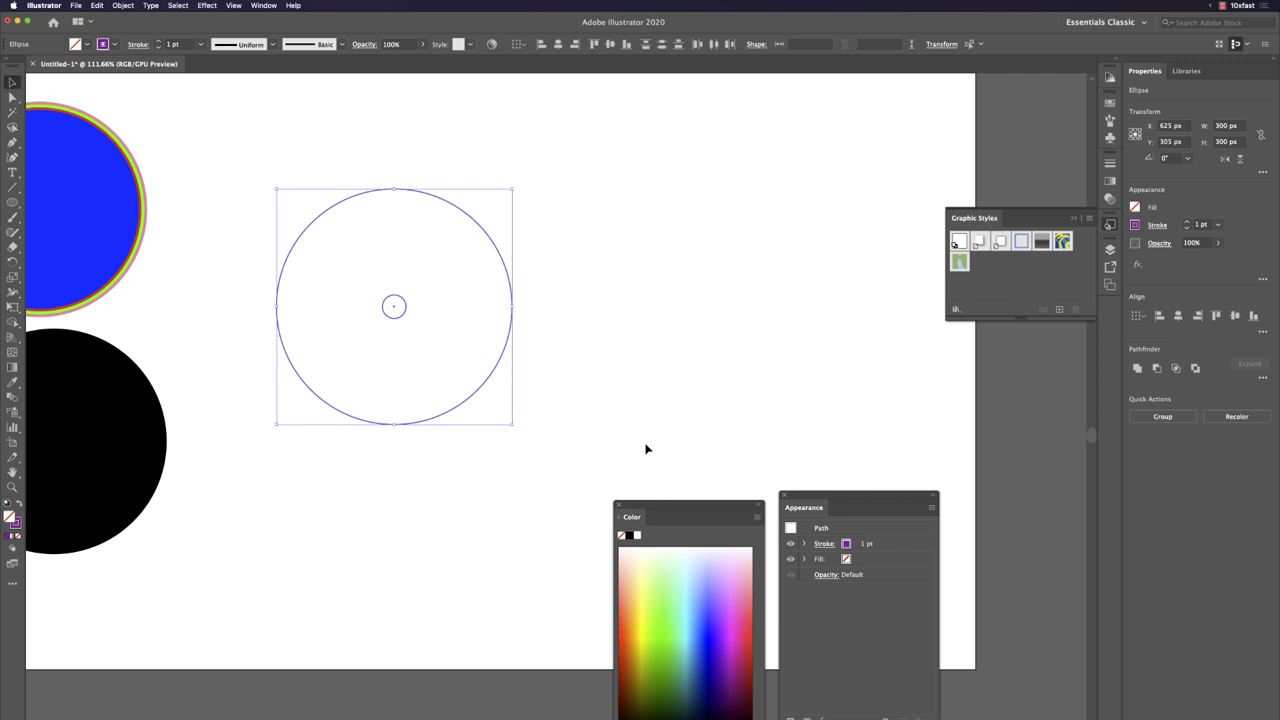 Illustrator File Edit Object Type Select Effect View Window Help 10xfast
Adobe Illustrator 2020 Essentials Classic Search Adobe Stock
Ellipse Stroke: 1 pt Uniform Basic Opacity: 100% Style: Shape: Transform
Untitled-1* @ 111.66% (RGB/GPU Preview)
Properties Libraries
Ellipse
Transform
X: 625 px W: 300 px
Y: 305 px H: 300 px
0°
Appearance
Fill
Stroke 1 pt
Opacity 100%
fx.
Align
Pathfinder
Expand
Quick Actions
Group Recolor
Graphic Styles
Color
Appearance
Path
Stroke: 1 pt
Fill:
Opacity: Default